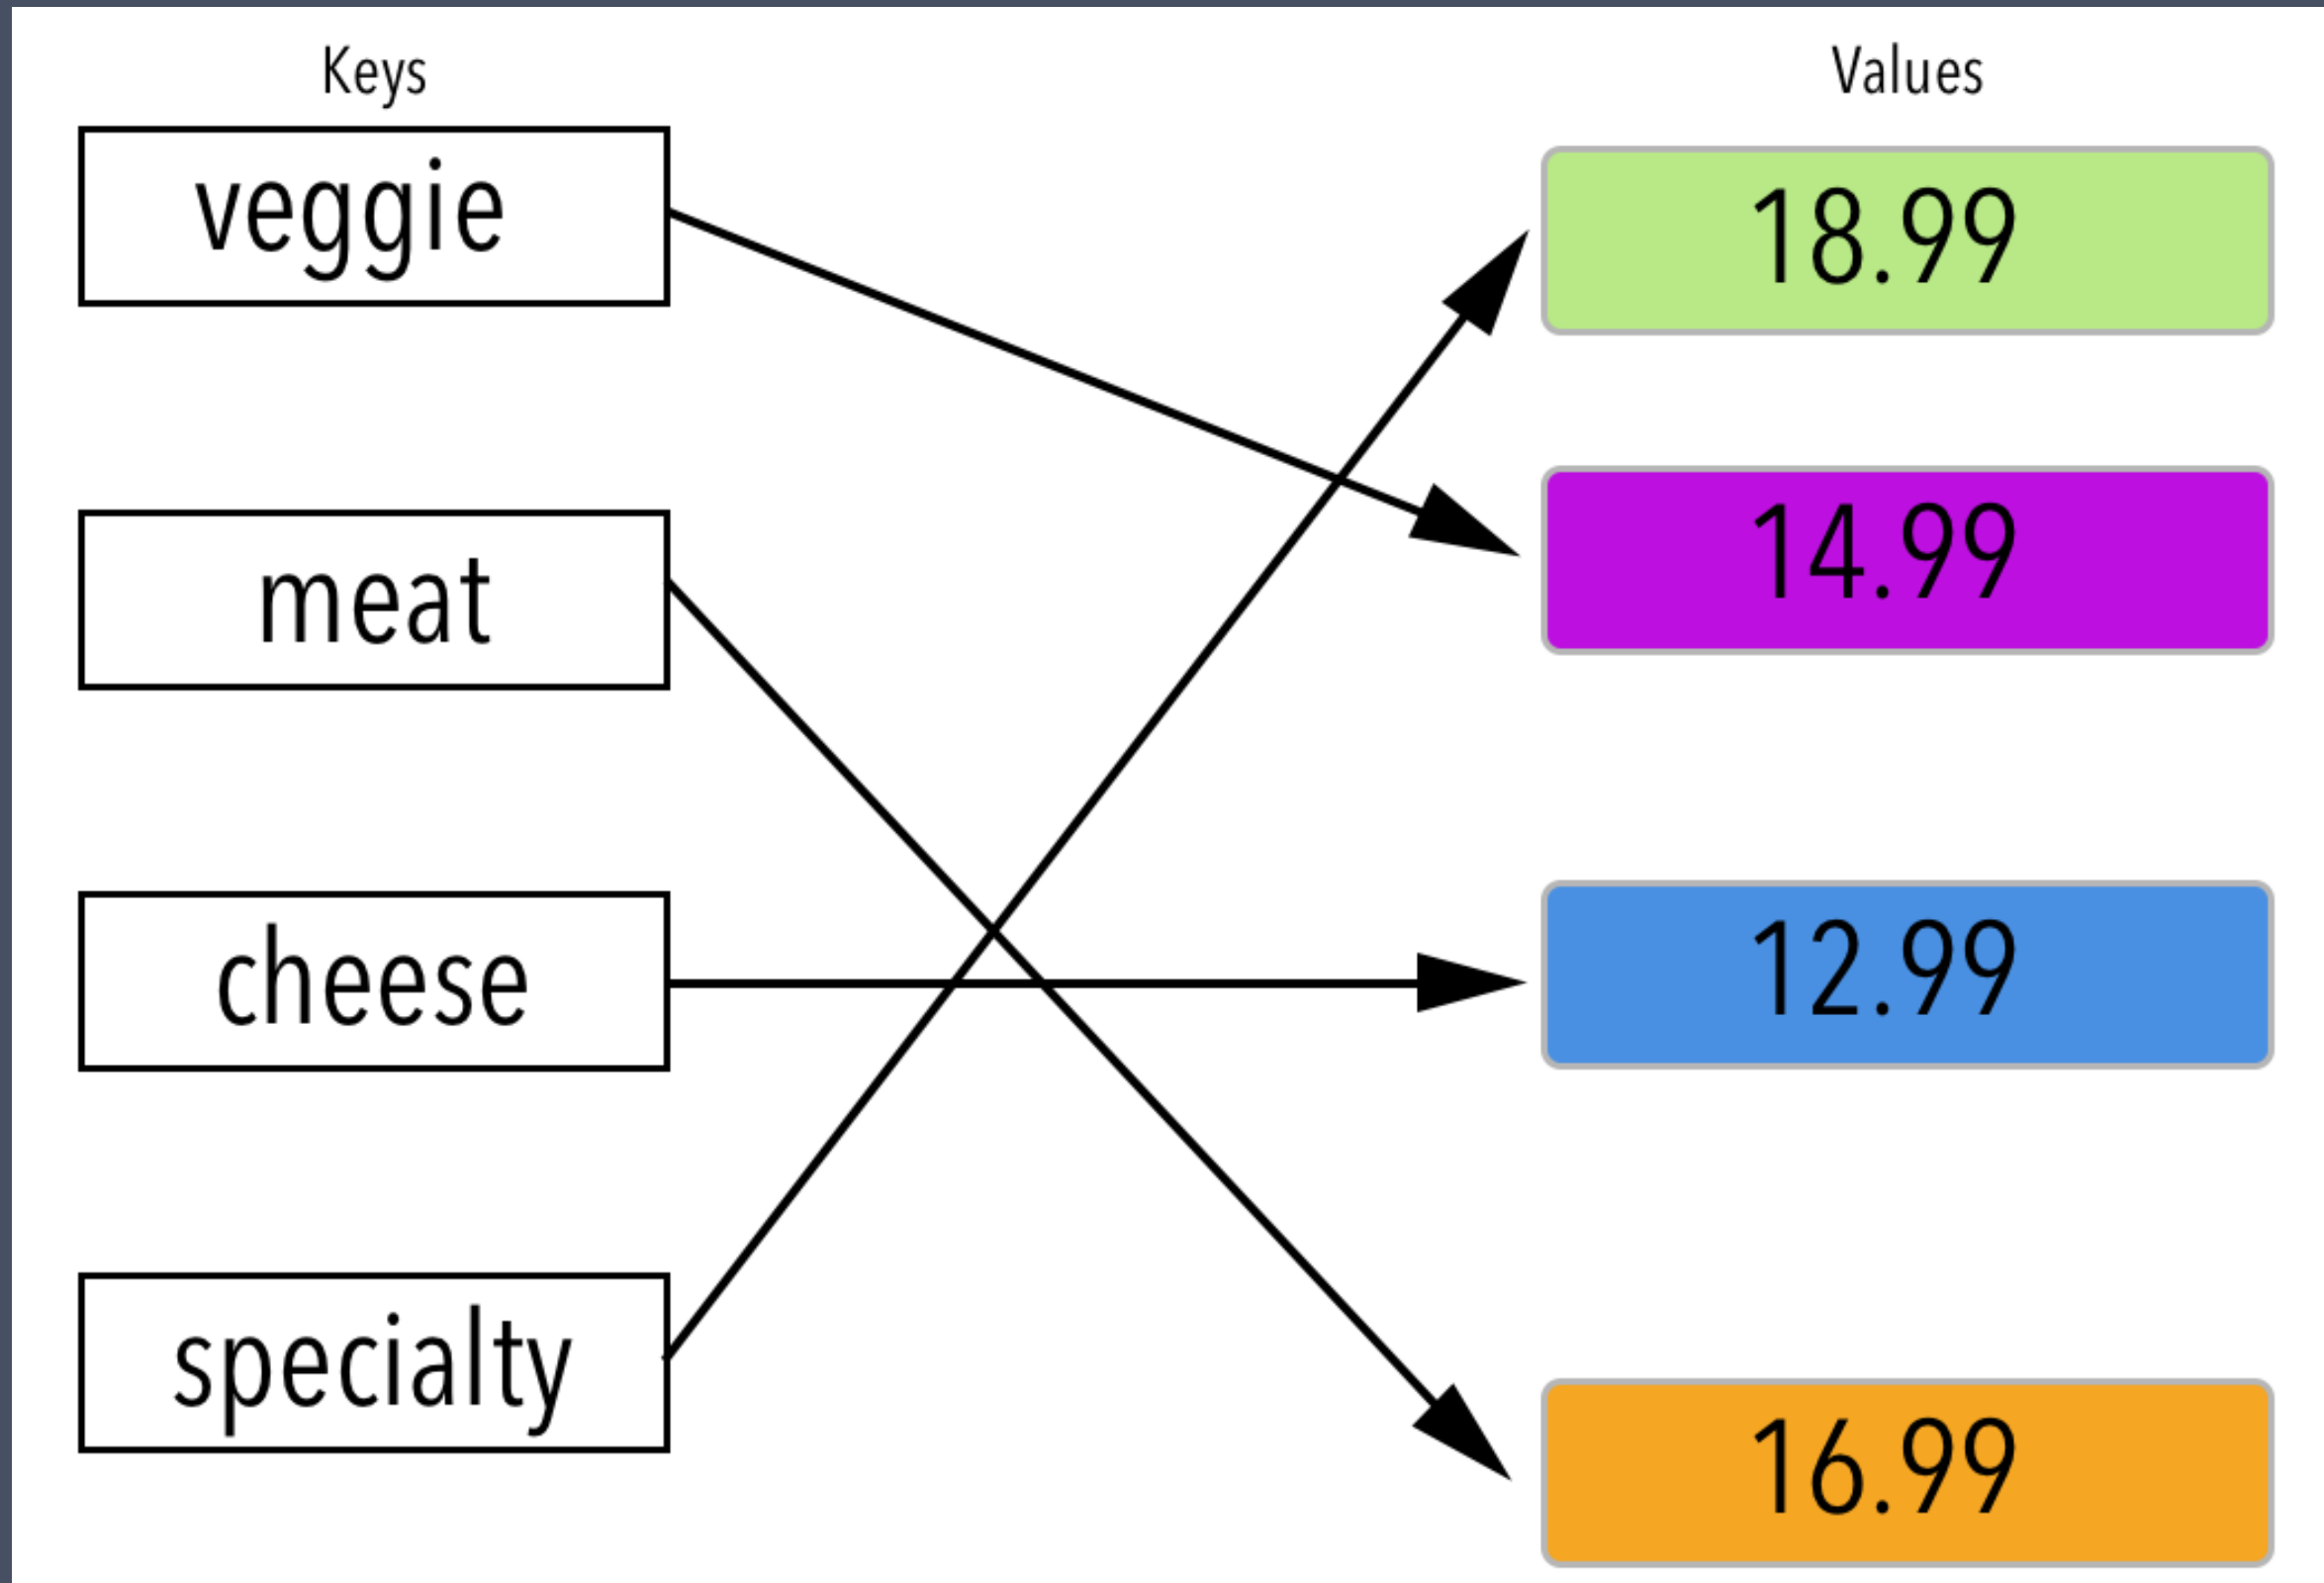 Keys
Values
veggie
18.99
meat
14.99
cheese
12.99
specialty
16.99